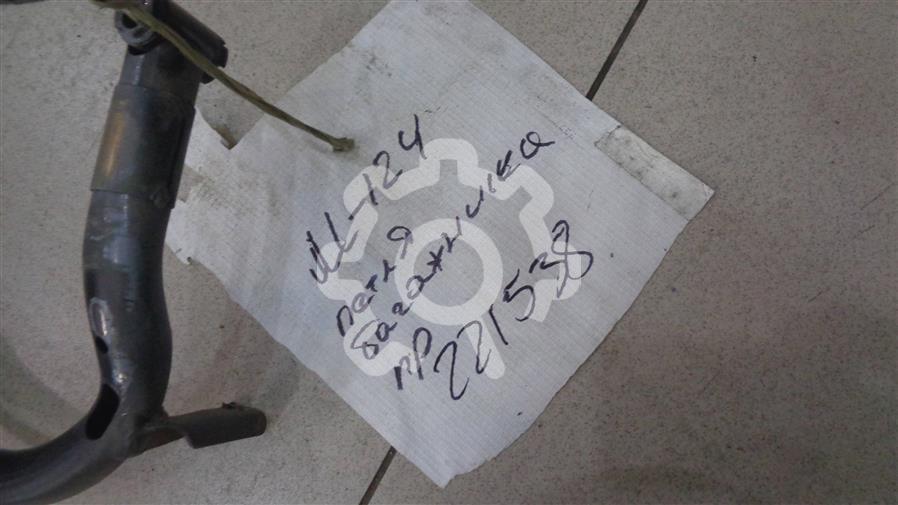 Ш-124
петля
багажника
пр
221538